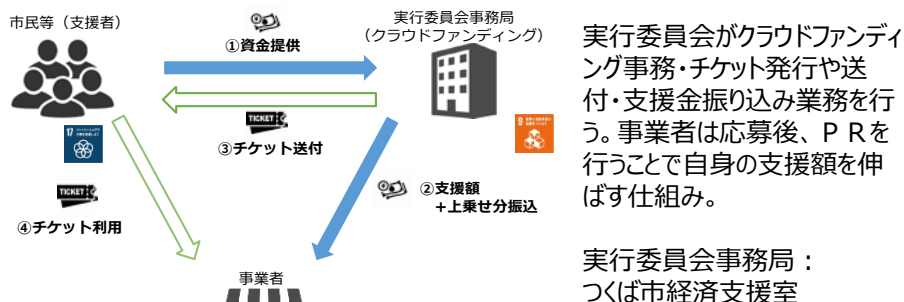 市民等（支援者）
実行委員会事務局
（クラウドファンディング）
①資金提供
TICKET
③チケット送付
17
9
②支援額
＋上乗せ分振込
TICKET
④チケット利用
事業者
実行委員会がクラウドファンディ
ング事務・チケット発行や送
付・支援金振り込み業務を行
う。事業者は応募後、ＰＲを
行うことで自身の支援額を伸
ばす仕組み。
実行委員会事務局：
つくば市経済支援室